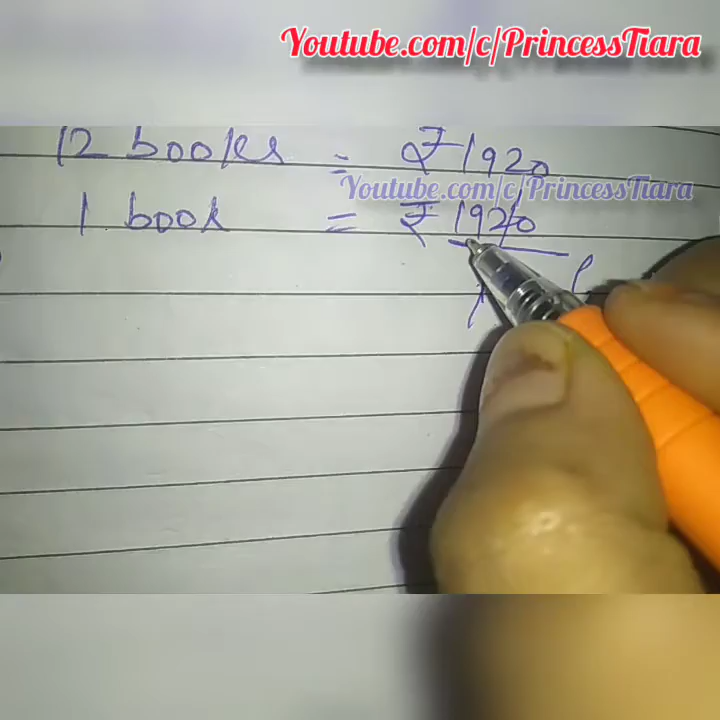 Youtube.com/c/PrincessTiara
12 books = ₹1920
Youtube.com/c/PrincessTiara
1 book = ₹1920